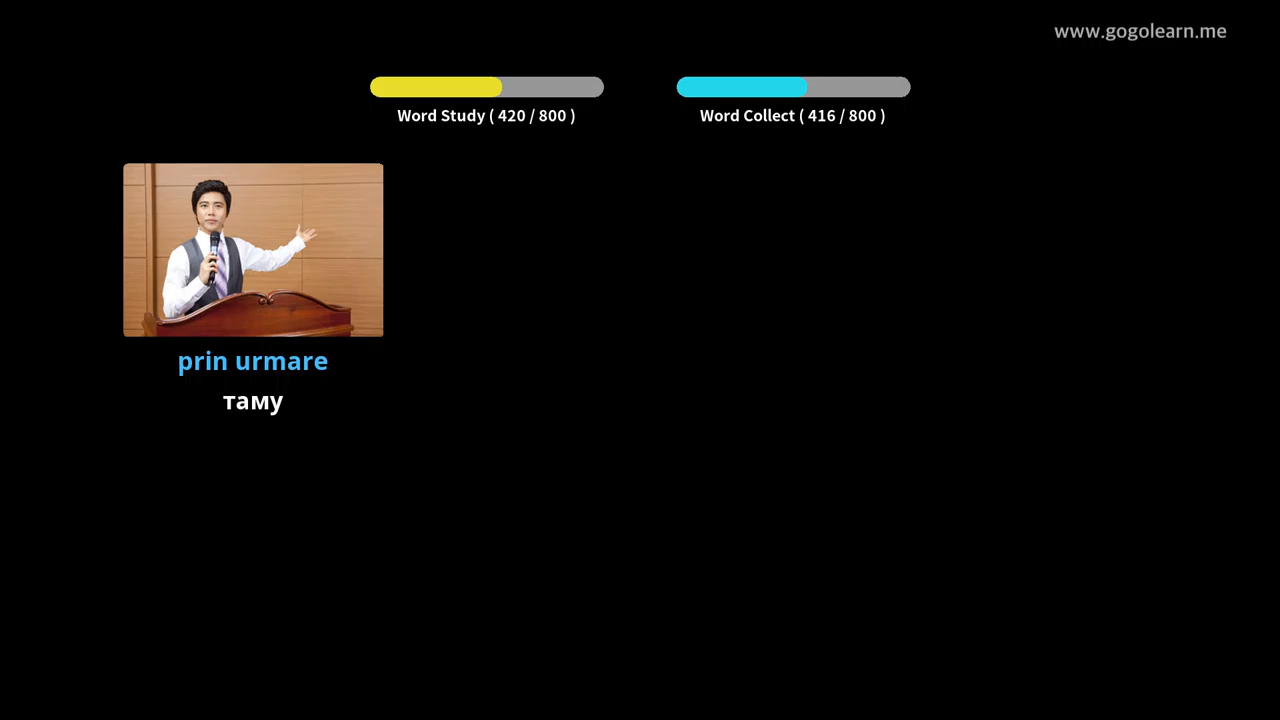 www.gogolearn.me
Word Study ( 420 / 800 )
Word Collect ( 416 / 800 )
prin urmare
таму